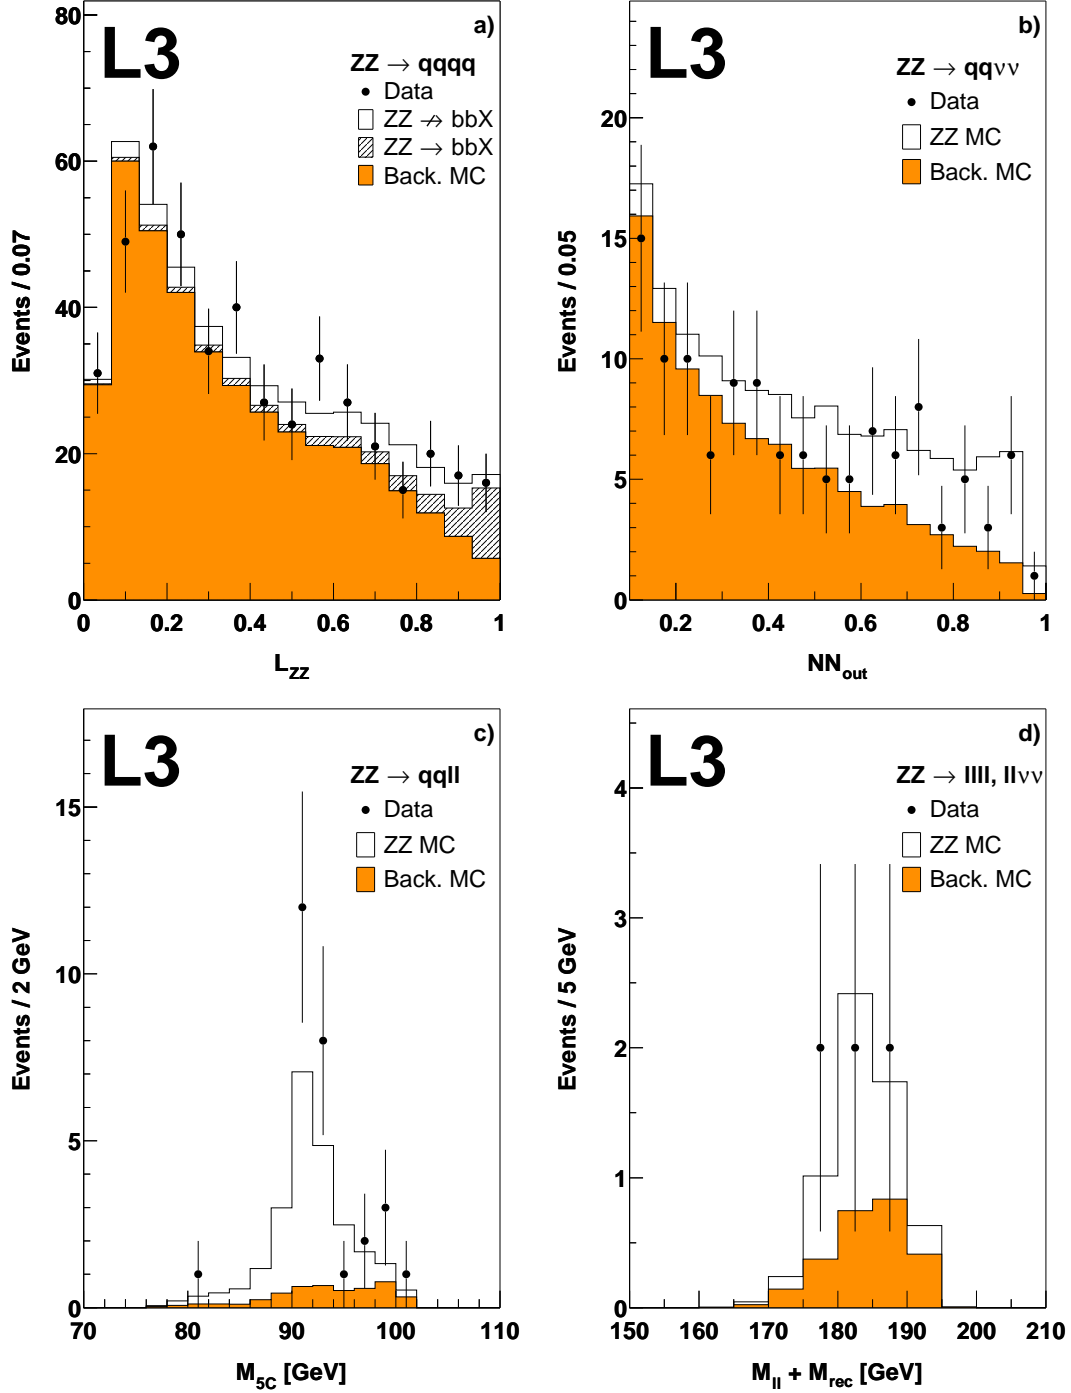 L3
a)
ZZ → qqqq
Data
ZZ ↛ bbX
ZZ → bbX
Back. MC
Events / 0.07
0
20
40
60
80
0
0.2
0.4
0.6
0.8
1
L_ZZ
L3
b)
ZZ → qqνν
Data
ZZ MC
Back. MC
Events / 0.05
0
5
10
15
20
0.2
0.4
0.6
0.8
1
NN_out
L3
c)
ZZ → qqll
Data
ZZ MC
Back. MC
Events / 2 GeV
0
5
10
15
70
80
90
100
110
M_5C [GeV]
L3
d)
ZZ → llll, llνν
Data
ZZ MC
Back. MC
Events / 5 GeV
0
1
2
3
4
150
160
170
180
190
200
210
M_ll + M_rec [GeV]